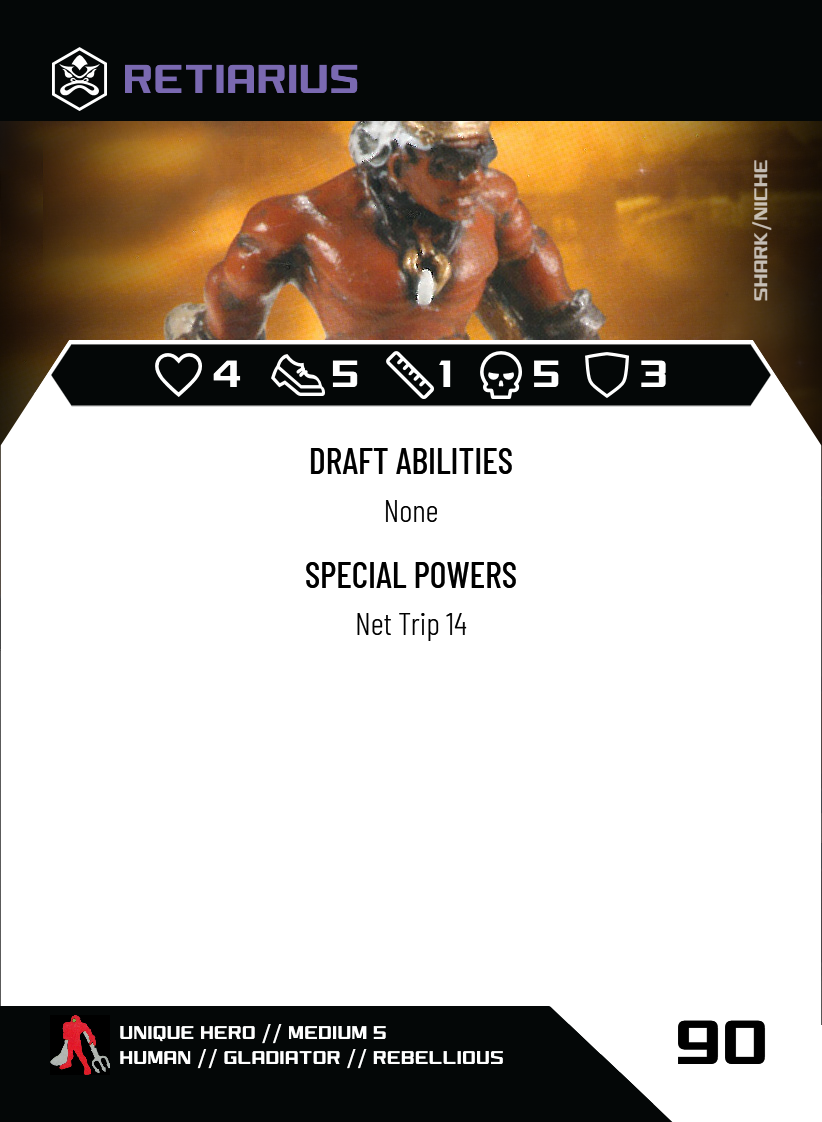 RETIARIUS
SHARK/NICHE
4 5 1 5 3
DRAFT ABILITIES
None
SPECIAL POWERS
Net Trip 14
UNIQUE HERO // MEDIUM 5
HUMAN // GLADIATOR // REBELLIOUS
90